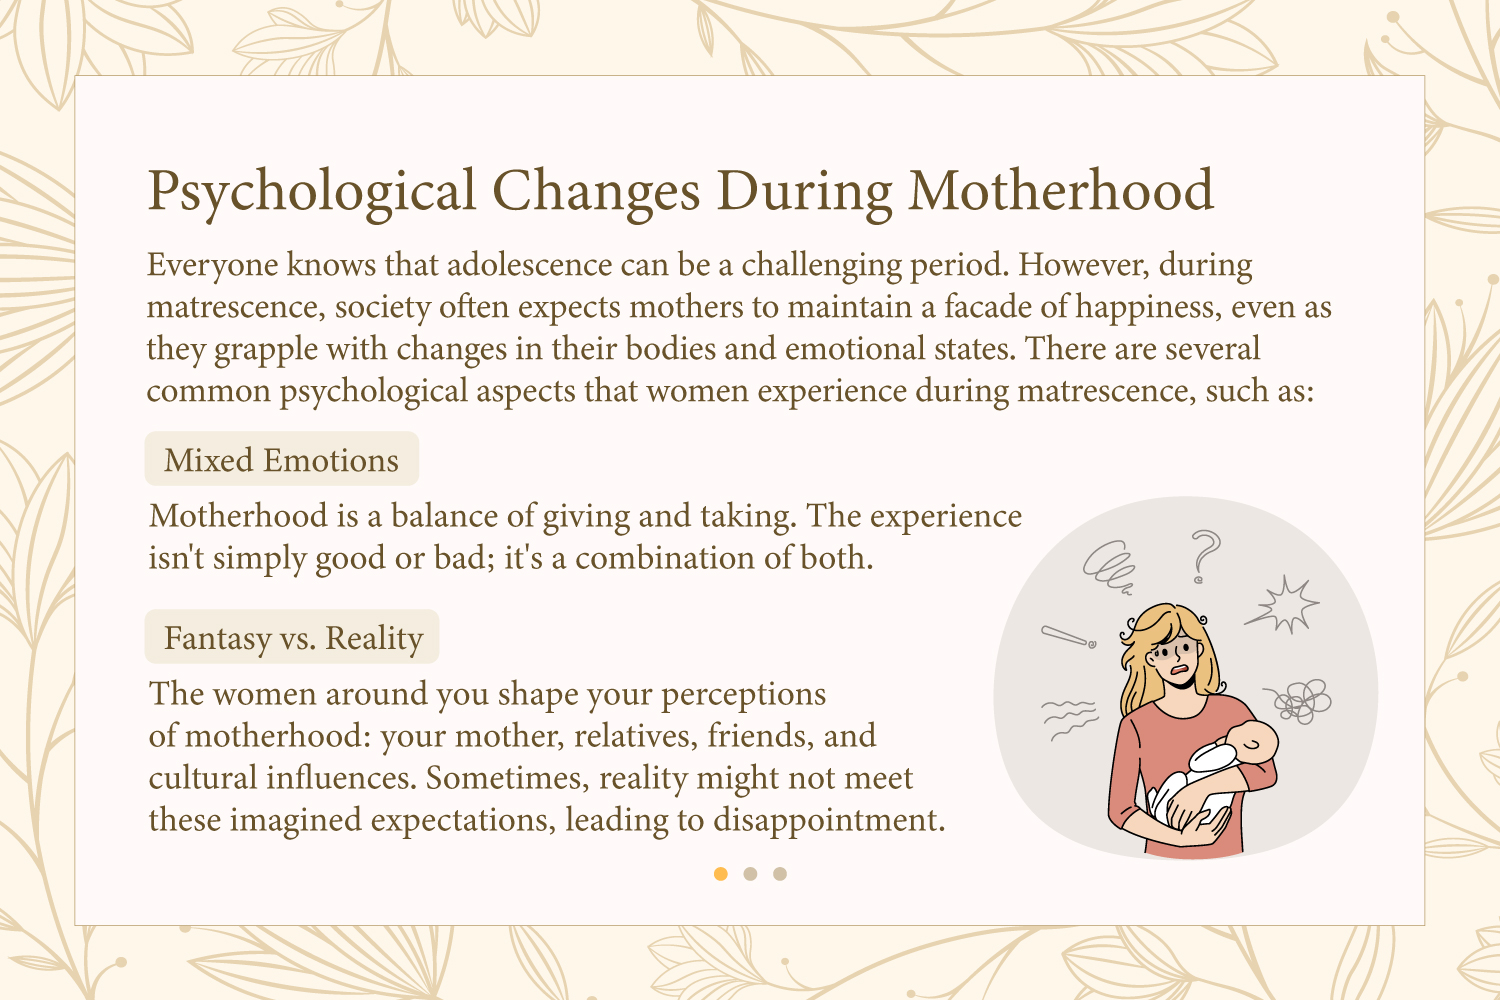 Psychological Changes During Motherhood
Everyone knows that adolescence can be a challenging period. However, during
matrescence, society often expects mothers to maintain a facade of happiness, even as
they grapple with changes in their bodies and emotional states. There are several
common psychological aspects that women experience during matrescence, such as:
Mixed Emotions
Motherhood is a balance of giving and taking. The experience
isn't simply good or bad; it's a combination of both.
Fantasy vs. Reality
The women around you shape your perceptions
of motherhood: your mother, relatives, friends, and
cultural influences. Sometimes, reality might not meet
these imagined expectations, leading to disappointment.
?